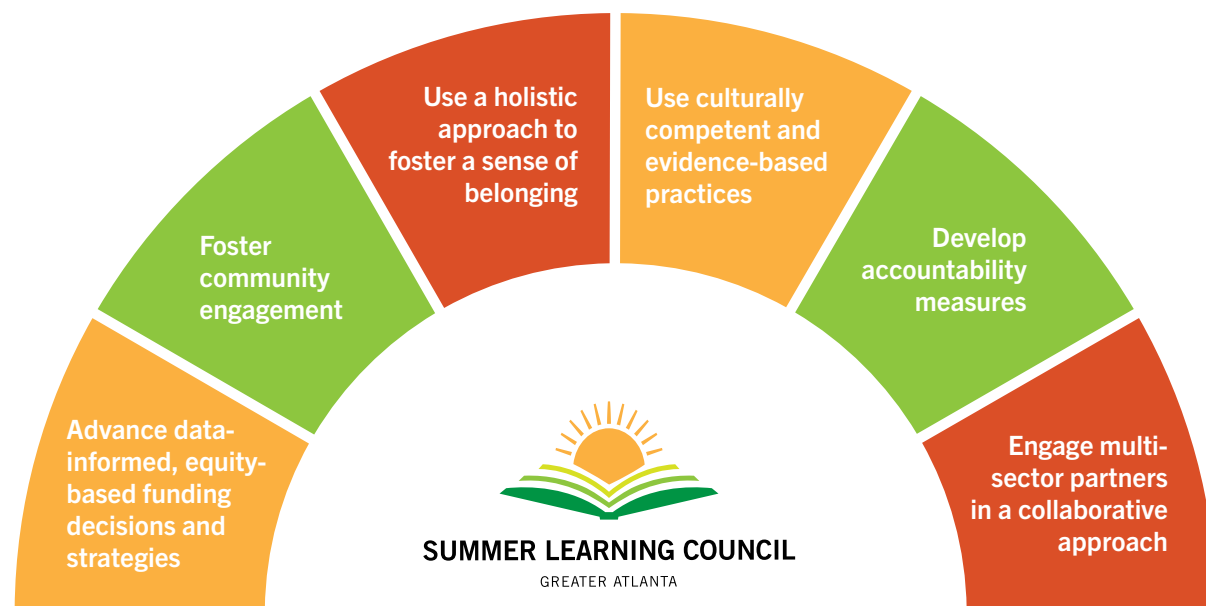 Advance data-
informed, equity-
based funding
decisions and
strategies
Foster
community
engagement
Use a holistic
approach to
foster a sense of
belonging
Use culturally
competent and
evidence-based
practices
Develop
accountability
measures
Engage multi-
sector partners
in a collaborative
approach
SUMMER LEARNING COUNCIL
GREATER ATLANTA